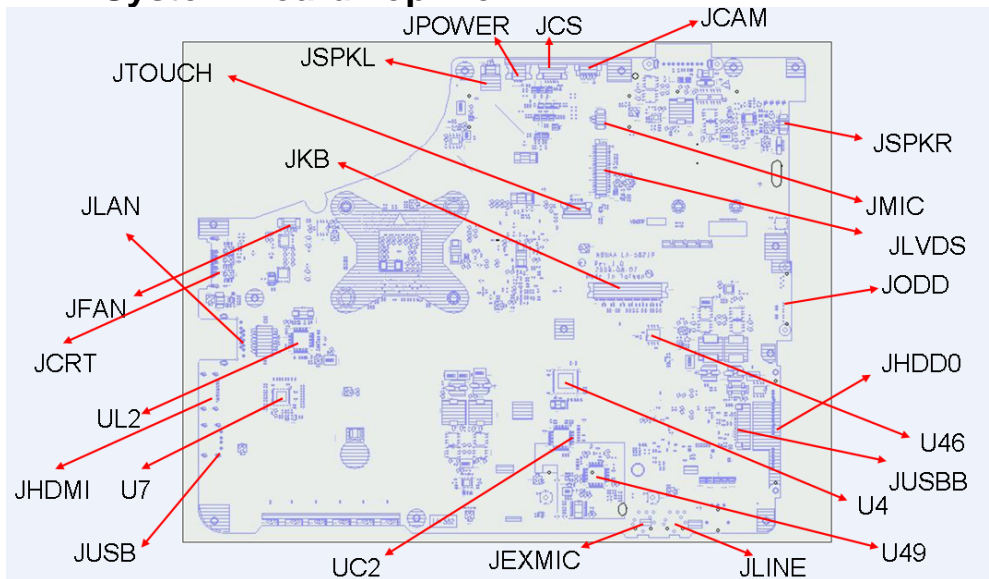 JPOWER JCS JCAM
JSPKL
JTOUCH
JSPKR
JKB
JLAN
JMIC
JLVDS
JFAN
JODD
JCRT
JHDD0
UL2
U46
JHDMI U7
JUSBB
U4
JUSB
UC2
JEXMIC
JLINE
U49